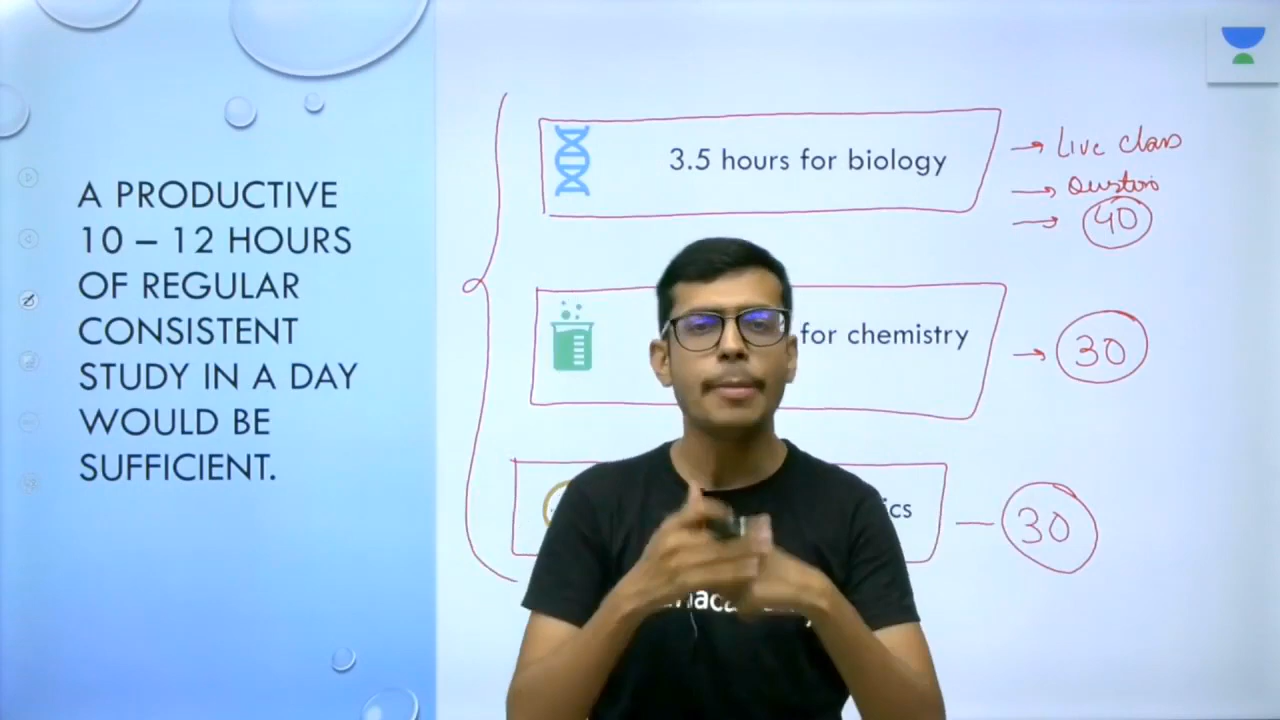 A PRODUCTIVE
10 – 12 HOURS
OF REGULAR
CONSISTENT
STUDY IN A DAY
WOULD BE
SUFFICIENT.
3.5 hours for biology
→ Live class
→
→ 40
for chemistry
→ 30
ics
— 30